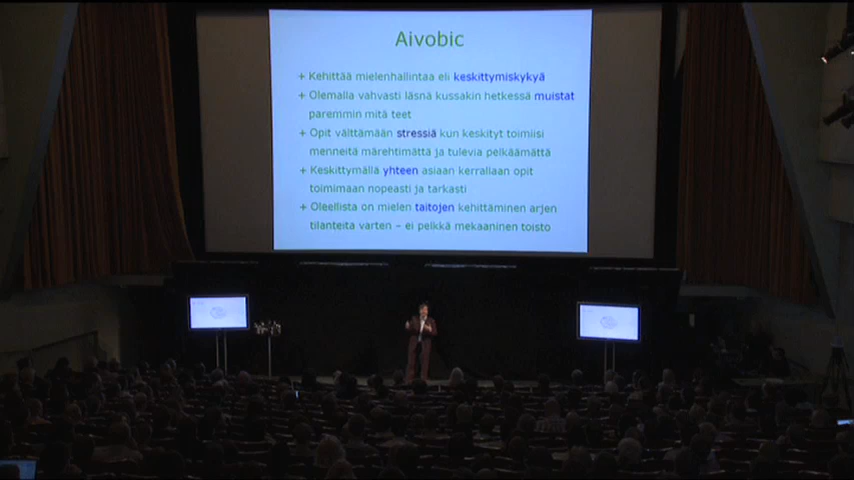 Aivobic
+ Kehittää mielenhallintaa eli keskittymiskykyä
+ Olemalla vahvasti läsnä kussakin hetkessä muistat
paremmin mitä teet
+ Opit välttämään stressiä kun keskityt toimiisi
menneitä märehtimättä ja tulevia pelkäämättä
+ Keskittymällä yhteen asiaan kerrallaan opit
toimimaan nopeasti ja tarkasti
+ Oleellista on mielen taitojen kehittäminen arjen
tilanteita varten – ei pelkkä mekaaninen toisto